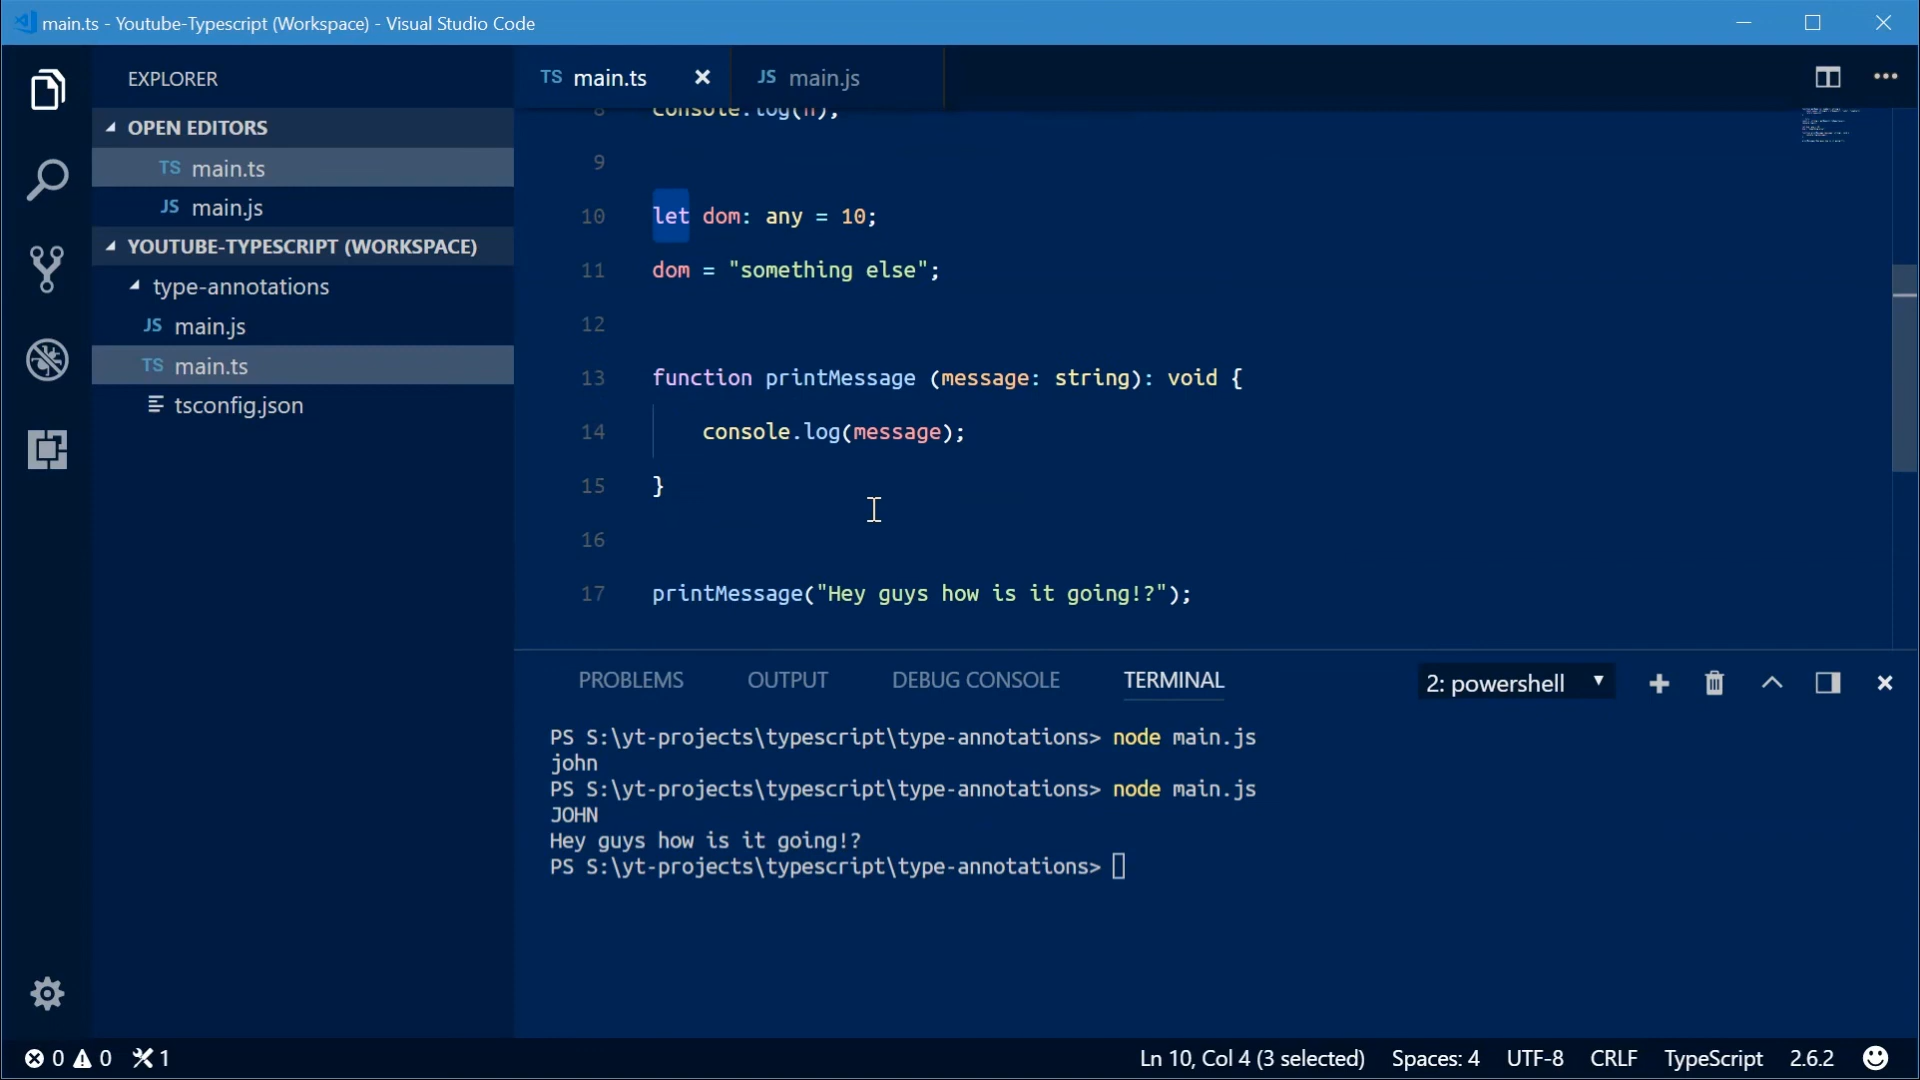 main.ts - Youtube-Typescript (Workspace) - Visual Studio Code
EXPLORER
OPEN EDITORS
TS main.ts
JS main.js
YOUTUBE-TYPESCRIPT (WORKSPACE)
type-annotations
JS main.js
TS main.ts
tsconfig.json
TS main.ts
JS main.js
8 console.log(n);
9
10 let dom: any = 10;
11 dom = "something else";
12
13 function printMessage (message: string): void {
14 console.log(message);
15 }
16
17 printMessage("Hey guys how is it going!?");
PROBLEMS OUTPUT DEBUG CONSOLE TERMINAL 2: powershell
PS S:\yt-projects\typescript\type-annotations> node main.js
john
PS S:\yt-projects\typescript\type-annotations> node main.js
JOHN
Hey guys how is it going!?
PS S:\yt-projects\typescript\type-annotations>
0 0 1 Ln 10, Col 4 (3 selected) Spaces: 4 UTF-8 CRLF TypeScript 2.6.2